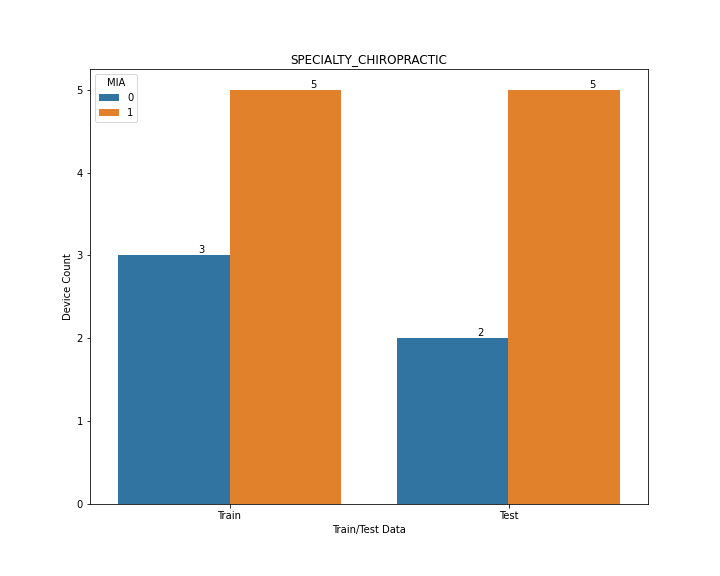 SPECIALTY_CHIROPRACTIC
MIA
0
1
5
5
3
2
5
4
3
2
1
0
Device Count
Train
Test
Train/Test Data